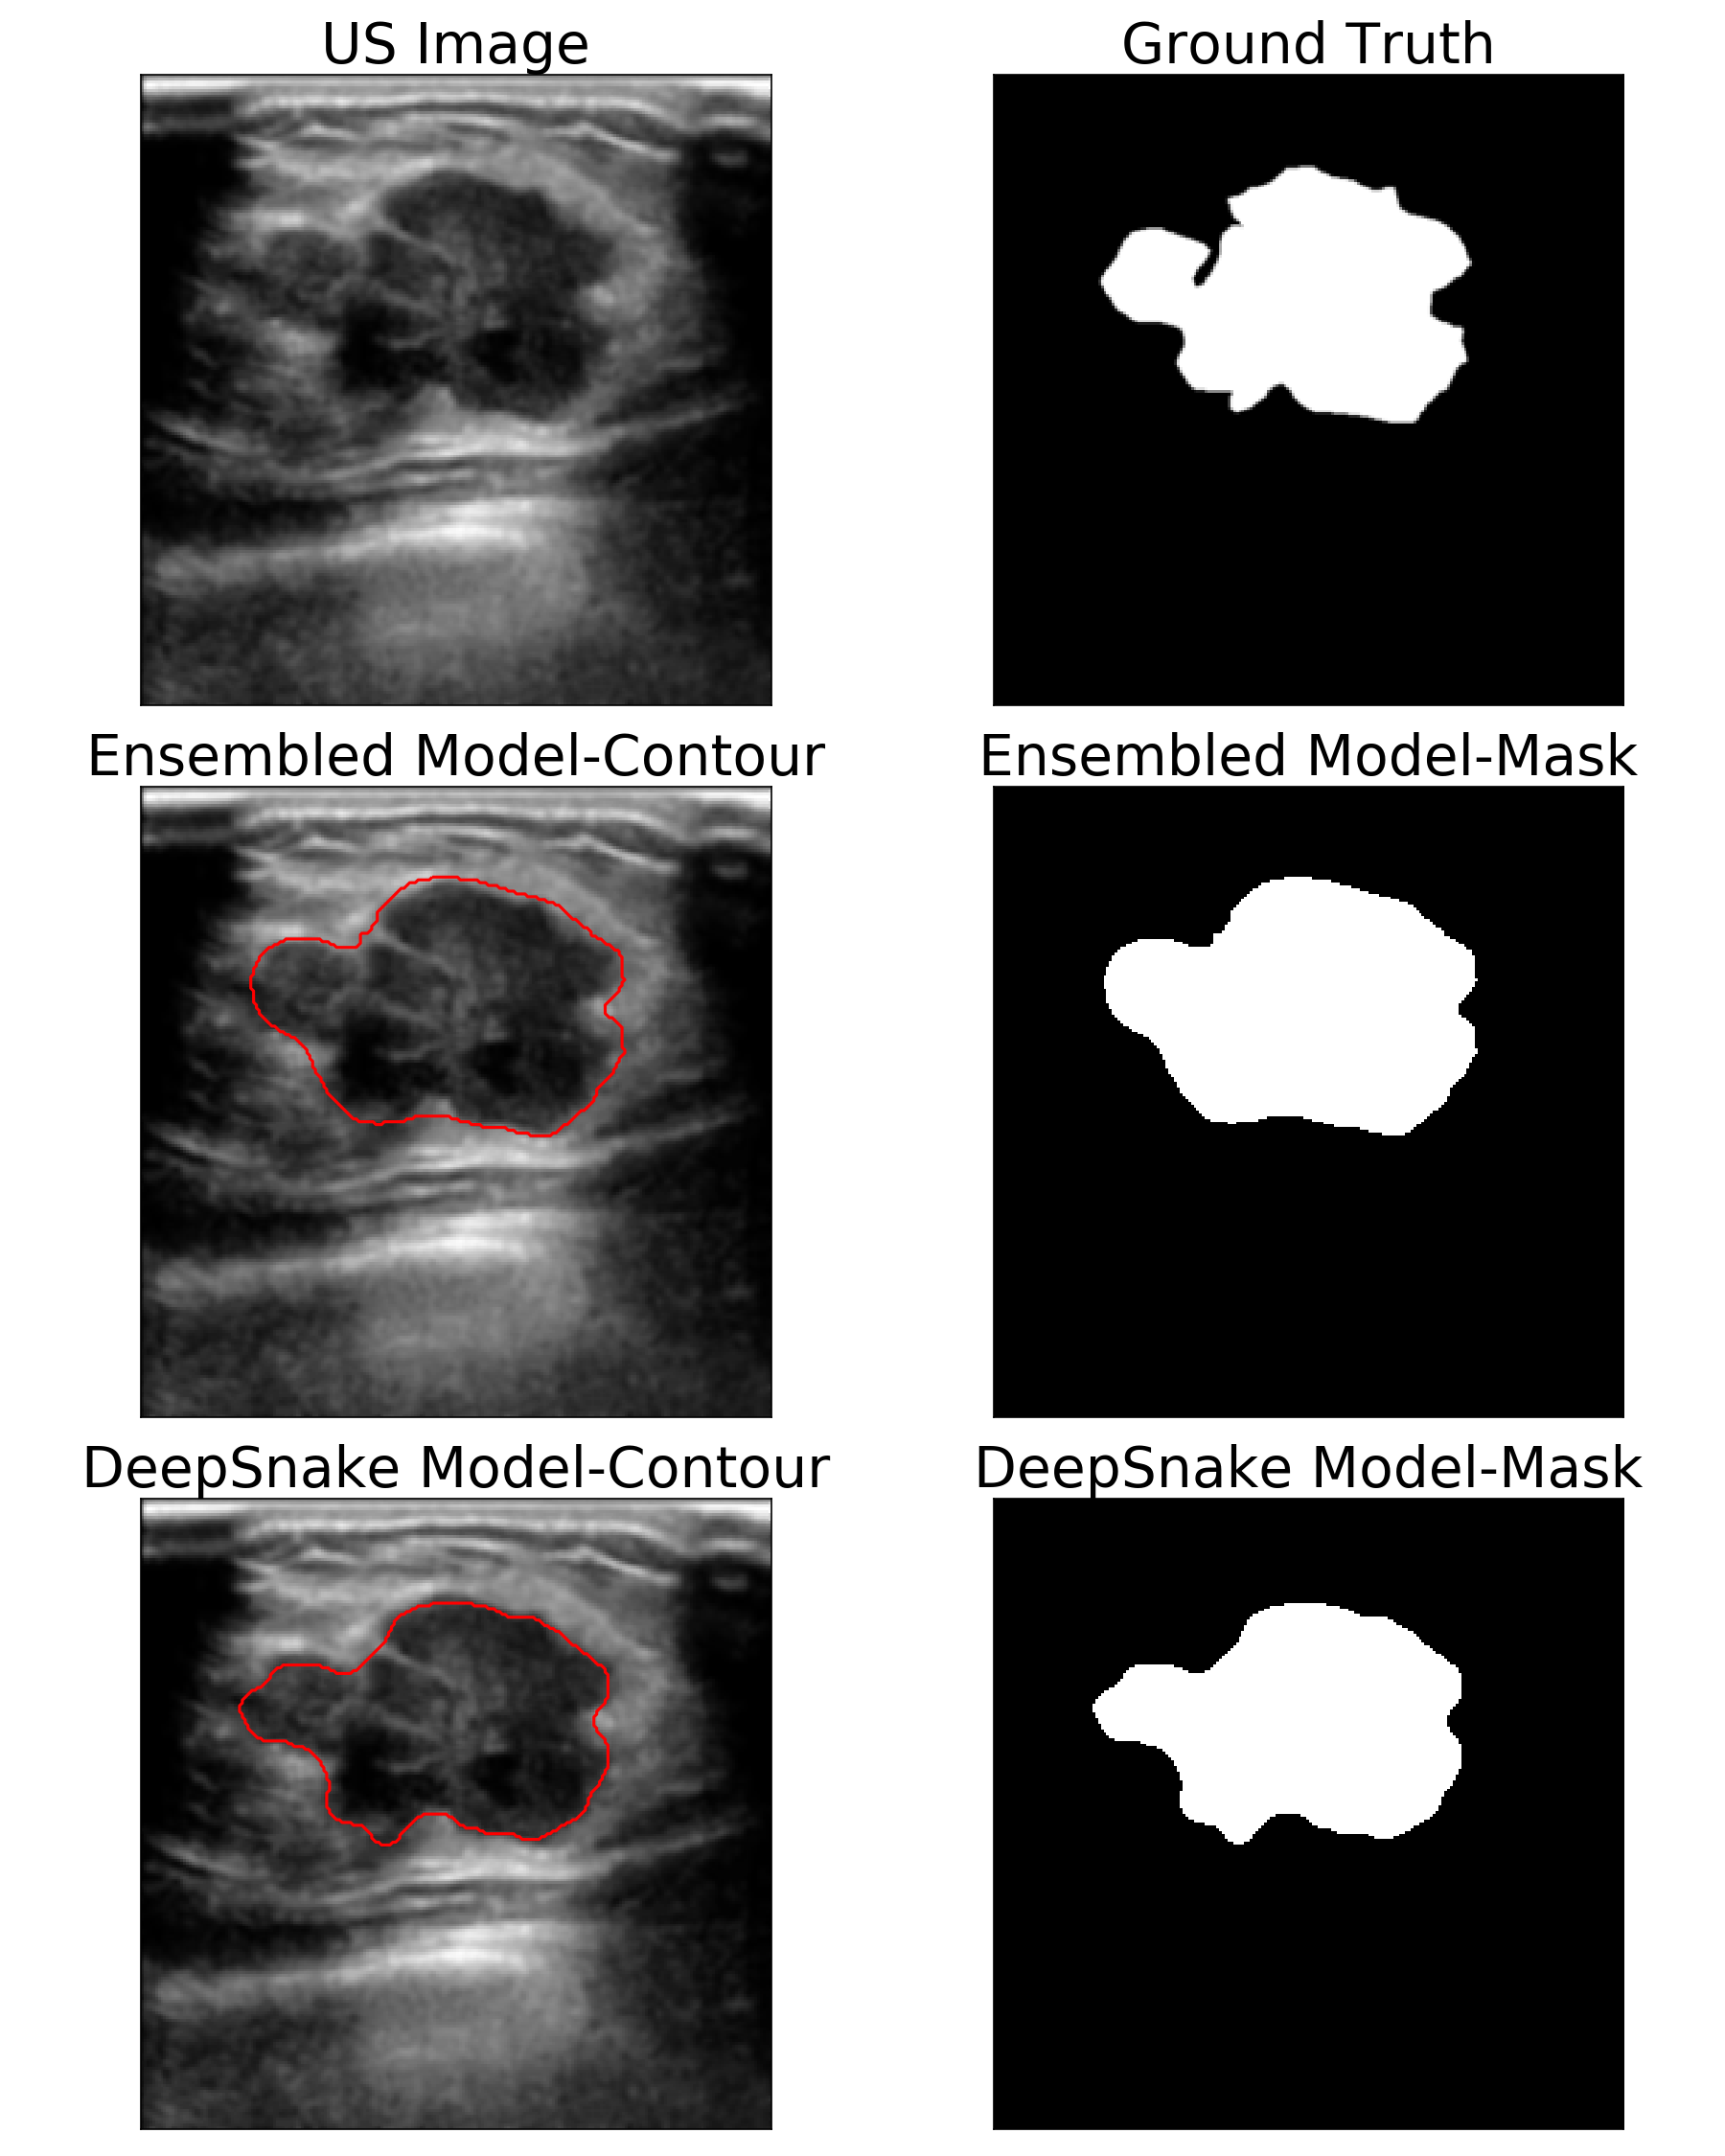 US Image
Ground Truth
Ensembled Model-Contour
Ensembled Model-Mask
DeepSnake Model-Contour
DeepSnake Model-Mask